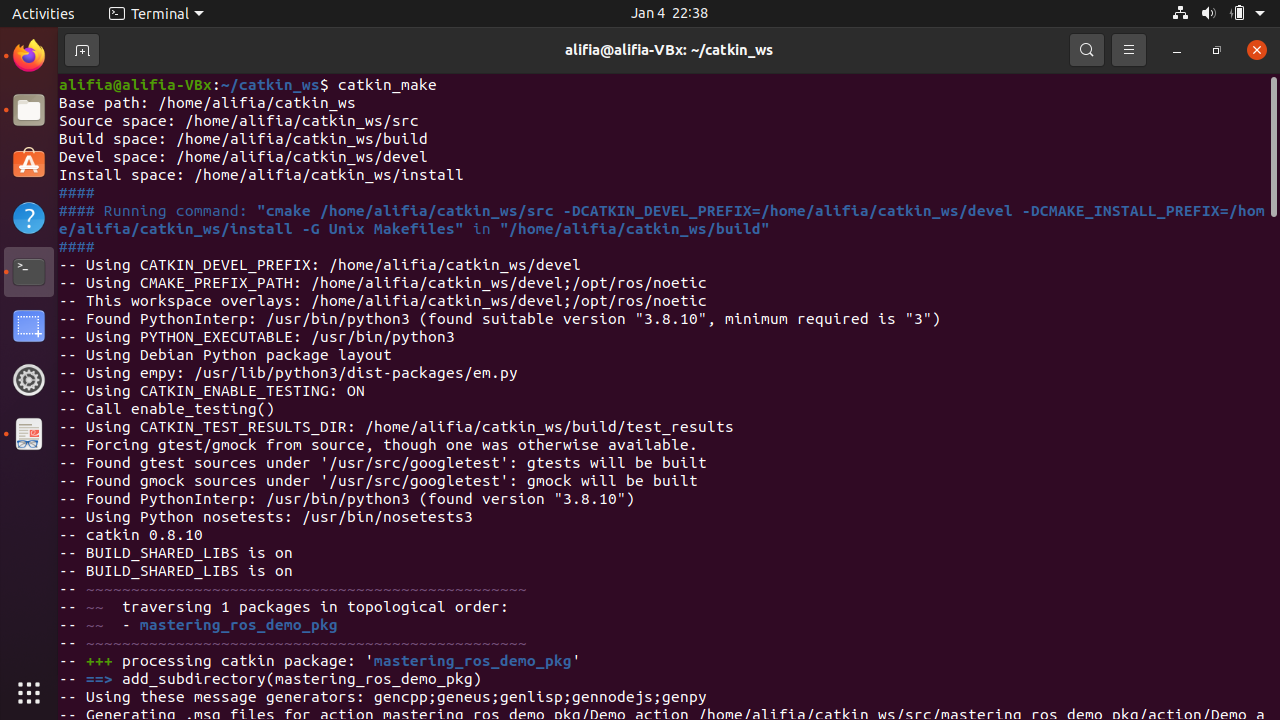 Activities Terminal Jan 4 22:38
alifia@alifia-VBx: ~/catkin_ws
alifia@alifia-VBx:~/catkin_ws$ catkin_make
Base path: /home/alifia/catkin_ws
Source space: /home/alifia/catkin_ws/src
Build space: /home/alifia/catkin_ws/build
Devel space: /home/alifia/catkin_ws/devel
Install space: /home/alifia/catkin_ws/install
####
#### Running command: "cmake /home/alifia/catkin_ws/src -DCATKIN_DEVEL_PREFIX=/home/alifia/catkin_ws/devel -DCMAKE_INSTALL_PREFIX=/hom
e/alifia/catkin_ws/install -G Unix Makefiles" in "/home/alifia/catkin_ws/build"
####
-- Using CATKIN_DEVEL_PREFIX: /home/alifia/catkin_ws/devel
-- Using CMAKE_PREFIX_PATH: /home/alifia/catkin_ws/devel;/opt/ros/noetic
-- This workspace overlays: /home/alifia/catkin_ws/devel;/opt/ros/noetic
-- Found PythonInterp: /usr/bin/python3 (found suitable version "3.8.10", minimum required is "3")
-- Using PYTHON_EXECUTABLE: /usr/bin/python3
-- Using Debian Python package layout
-- Using empy: /usr/lib/python3/dist-packages/em.py
-- Using CATKIN_ENABLE_TESTING: ON
-- Call enable_testing()
-- Using CATKIN_TEST_RESULTS_DIR: /home/alifia/catkin_ws/build/test_results
-- Forcing gtest/gmock from source, though one was otherwise available.
-- Found gtest sources under '/usr/src/googletest': gtests will be built
-- Found gmock sources under '/usr/src/googletest': gmock will be built
-- Found PythonInterp: /usr/bin/python3 (found version "3.8.10")
-- Using Python nosetests: /usr/bin/nosetests3
-- catkin 0.8.10
-- BUILD_SHARED_LIBS is on
-- BUILD_SHARED_LIBS is on
-- ~~~~~~~~~~~~~~~~~~~~~~~~~~~~~~~~~~~~~~~~~~~~~~~~~
-- ~~  traversing 1 packages in topological order:
-- ~~  - mastering_ros_demo_pkg
-- ~~~~~~~~~~~~~~~~~~~~~~~~~~~~~~~~~~~~~~~~~~~~~~~~~
-- +++ processing catkin package: 'mastering_ros_demo_pkg'
-- ==> add_subdirectory(mastering_ros_demo_pkg)
-- Using these message generators: gencpp;geneus;genlisp;gennodejs;genpy
-- Generating .msg files for action mastering_ros_demo_pkg/Demo_action /home/alifia/catkin_ws/src/mastering_ros_demo_pkg/action/Demo_a